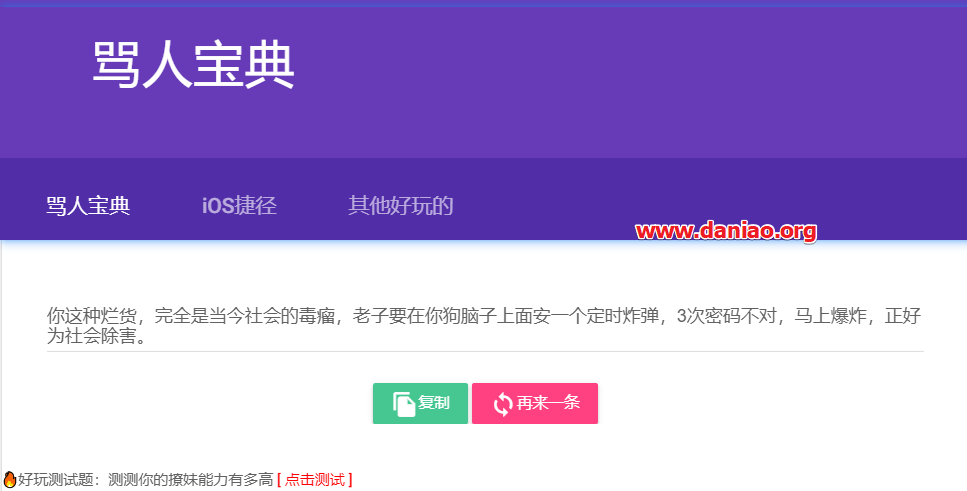 骂人宝典
骂人宝典 iOS捷径 其他好玩的
www.daniao.org
你这种烂货，完全是当今社会的毒瘤，老子要在你狗脑子上面安一个定时炸弹，3次密码不对，马上爆炸，正好
为社会除害。
复制 再来一条
好玩测试题：测测你的撩妹能力有多高 [ 点击测试 ]